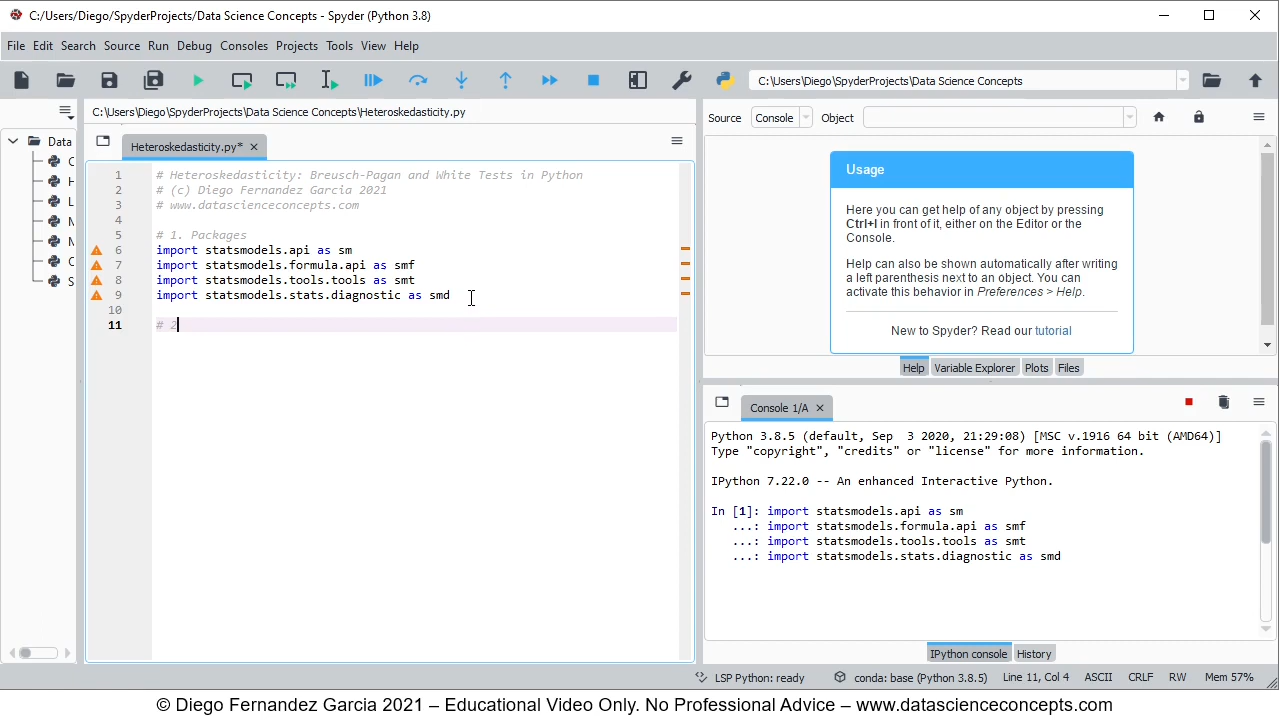 C:/Users/Diego/SpyderProjects/Data Science Concepts - Spyder (Python 3.8)
File Edit Search Source Run Debug Consoles Projects Tools View Help
C:\Users\Diego\SpyderProjects\Data Science Concepts
C:\Users\Diego\SpyderProjects\Data Science Concepts\Heteroskedasticity.py
Source Console Object
Data
C
H
L
M
M
C
S
Heteroskedasticity.py*
1 # Heteroskedasticity: Breusch-Pagan and White Tests in Python
2 # (c) Diego Fernandez Garcia 2021
3 # www.datascienceconcepts.com
4
5 # 1. Packages
6 import statsmodels.api as sm
7 import statsmodels.formula.api as smf
8 import statsmodels.tools.tools as smt
9 import statsmodels.stats.diagnostic as smd
10
11 # 2
Usage
Here you can get help of any object by pressing
Ctrl+I in front of it, either on the Editor or the
Console.
Help can also be shown automatically after writing
a left parenthesis next to an object. You can
activate this behavior in Preferences > Help.
New to Spyder? Read our tutorial
Help Variable Explorer Plots Files
Console 1/A
Python 3.8.5 (default, Sep  3 2020, 21:29:08) [MSC v.1916 64 bit (AMD64)]
Type "copyright", "credits" or "license" for more information.
IPython 7.22.0 -- An enhanced Interactive Python.
In [1]: import statsmodels.api as sm
...: import statsmodels.formula.api as smf
...: import statsmodels.tools.tools as smt
...: import statsmodels.stats.diagnostic as smd
IPython console History
LSP Python: ready conda: base (Python 3.8.5) Line 11, Col 4 ASCII CRLF RW Mem 57%
© Diego Fernandez Garcia 2021 – Educational Video Only. No Professional Advice – www.datascienceconcepts.com